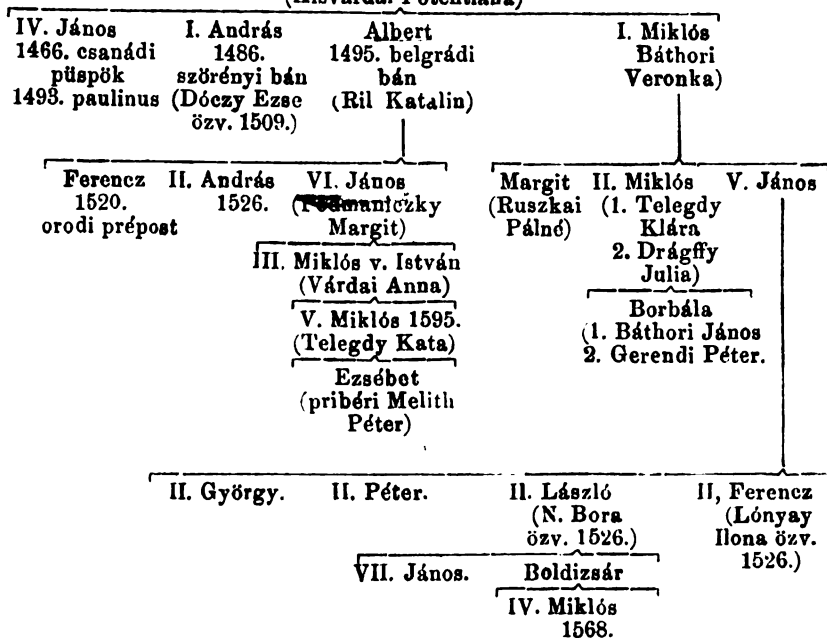 (Kisvárdai Potentiana)
IV. János I. András Albert I. Miklós
1466. csanádi 1486. 1495. belgrádi Báthori
püspök szörényi bán bán Veronka)
1493. paulinus (Dóczy Ezse (Ril Katalin)
özv. 1509.)
Ferencz II. András VI. János Margit II. Miklós V. János
1520. 1526. (Podmaniczky (Ruszkai (1. Telegdy
orodi prépost Margit) Pálné) Klára
2. Drágffy
III. Miklós v. István Julia)
(Várdai Anna) Borbála
V. Miklós 1595. (1. Báthori János
(Telegdy Kata) 2. Gerendi Péter.
Ezsébet
(pribéri Melith
Péter)
II. György. II. Péter. II. László II, Ferencz
(N. Bora (Lónyay
özv. 1526.) Ilona özv.
1526.)
VII. János. Boldizsár
IV. Miklós
1568.